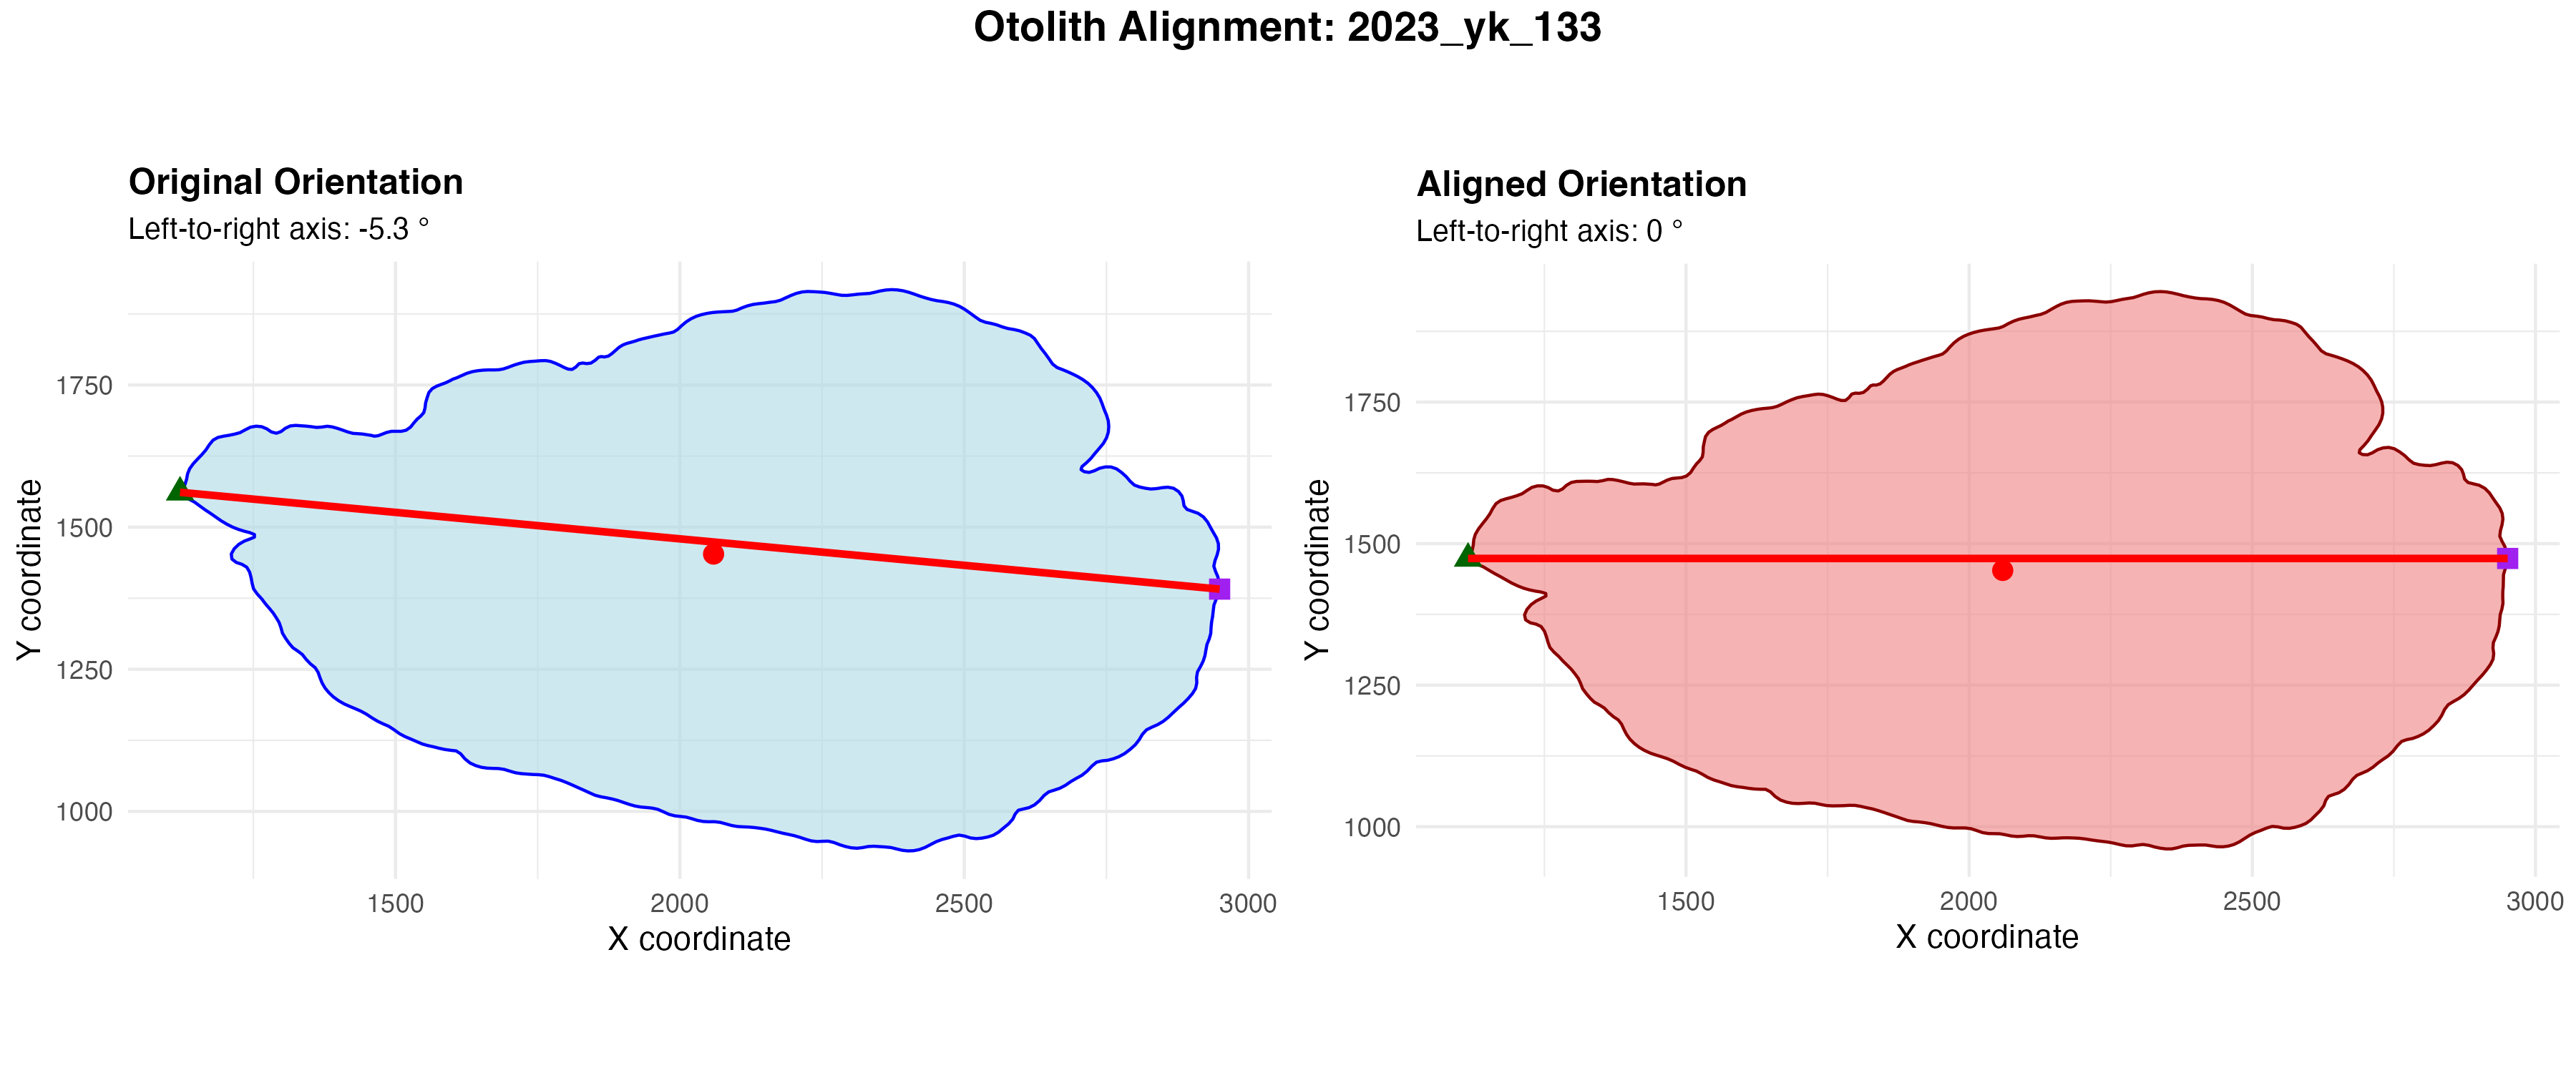 Otolith Alignment: 2023_yk_133
Original Orientation
Left-to-right axis: -5.3 °
1750
1500
1250
1000
Y coordinate
1500
2000
2500
3000
X coordinate
Aligned Orientation
Left-to-right axis: 0 °
1750
1500
1250
1000
Y coordinate
1500
2000
2500
3000
X coordinate